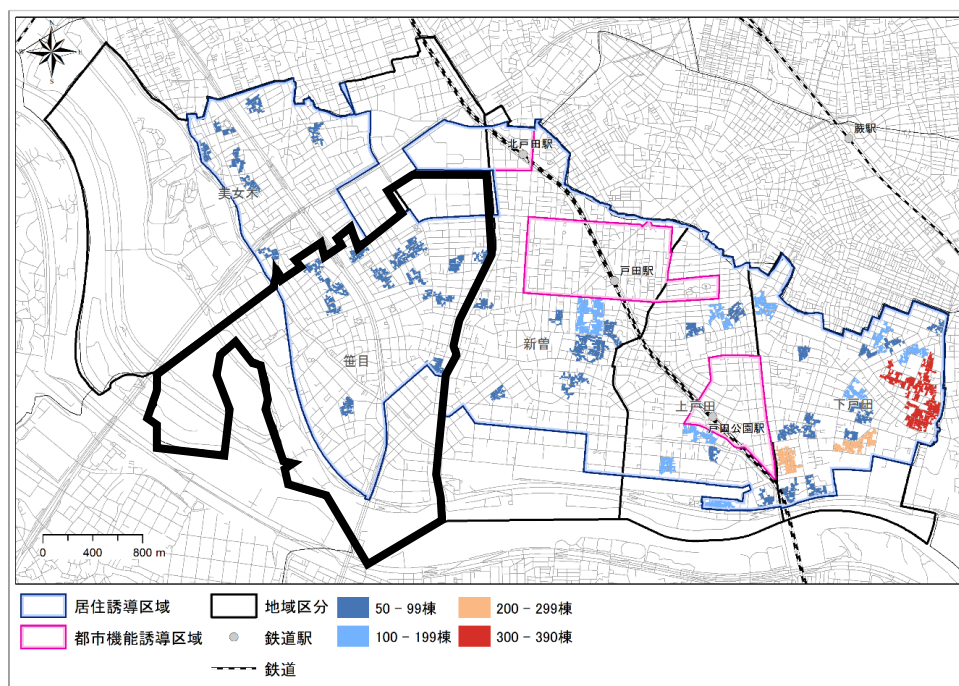 蕨駅
北戸田駅
美女木
戸田駅
新曽
笹目
上戸田
下戸田
戸田公園駅
0 400 800 m
居住誘導区域 地域区分 50 - 99棟 200 - 299棟
都市機能誘導区域 鉄道駅 100 - 199棟 300 - 390棟
鉄道